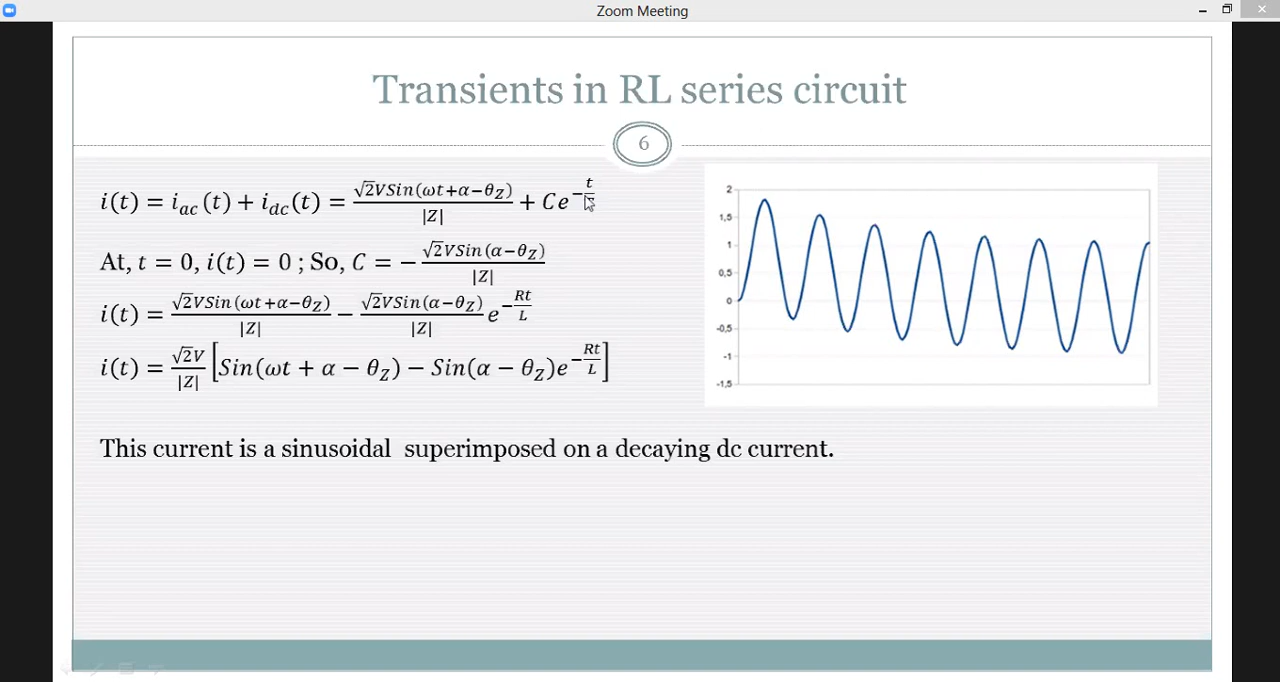 Zoom Meeting
Transients in RL series circuit
6
i(t) = i_ac(t) + i_dc(t) = √2VSin(ωt+α−θ_Z)/|Z| + Ce^−t/
At, t = 0, i(t) = 0 ; So, C = −√2VSin(α−θ_Z)/|Z|
i(t) = √2VSin(ωt+α−θ_Z)/|Z| − √2VSin(α−θ_Z)/|Z| e^−Rt/L
i(t) = √2V/|Z| [Sin(ωt + α − θ_Z) − Sin(α − θ_Z)e^−Rt/L]
2
1,5
1
0,5
0
-0,5
-1
-1,5
This current is a sinusoidal superimposed on a decaying dc current.